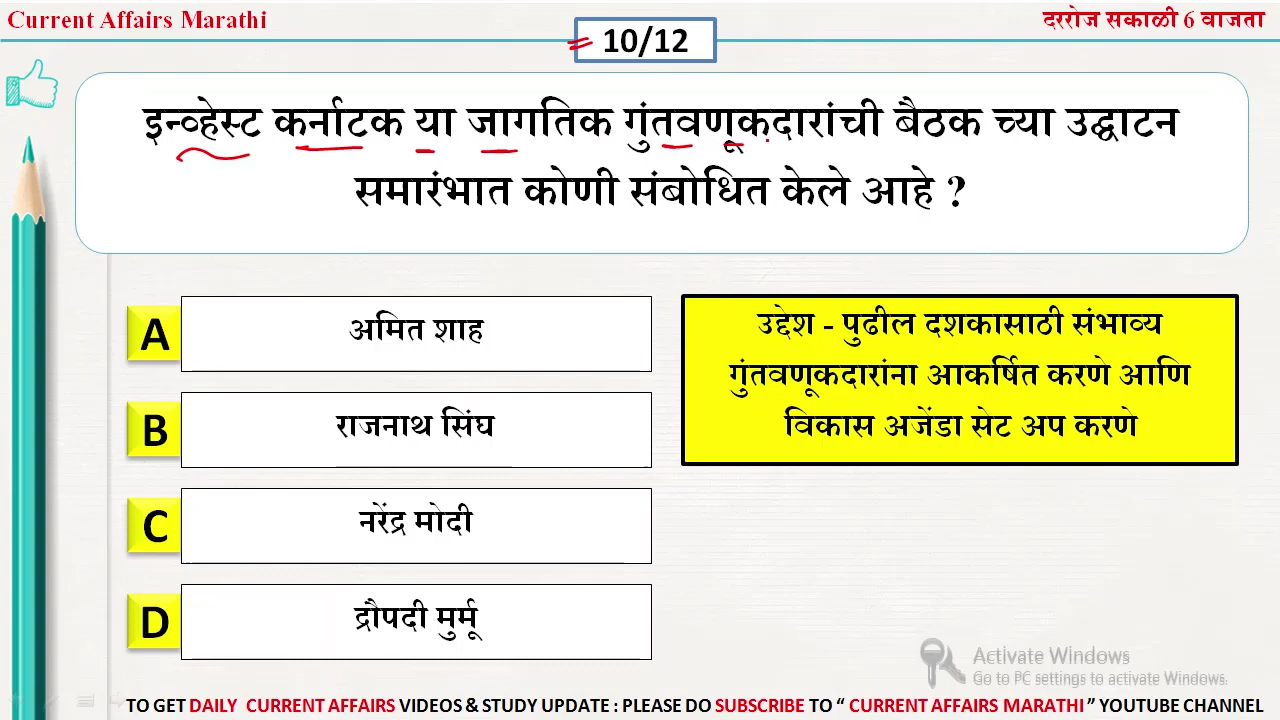 Current Affairs Marathi
दररोज सकाळी 6 वाजता
10/12
इन्व्हेस्ट कर्नाटक या जागतिक गुंतवणूकदारांची बैठक च्या उद्घाटन
समारंभात कोणी संबोधित केले आहे ?
A
अमित शाह
B
राजनाथ सिंघ
C
नरेंद्र मोदी
D
द्रौपदी मुर्मू
उद्देश - पुढील दशकासाठी संभाव्य
गुंतवणूकदारांना आकर्षित करणे आणि
विकास अजेंडा सेट अप करणे
Activate Windows
Go to PC settings to activate Windows.
TO GET DAILY CURRENT AFFAIRS VIDEOS & STUDY UPDATE : PLEASE DO SUBSCRIBE TO “ CURRENT AFFAIRS MARATHI ” YOUTUBE CHANNEL